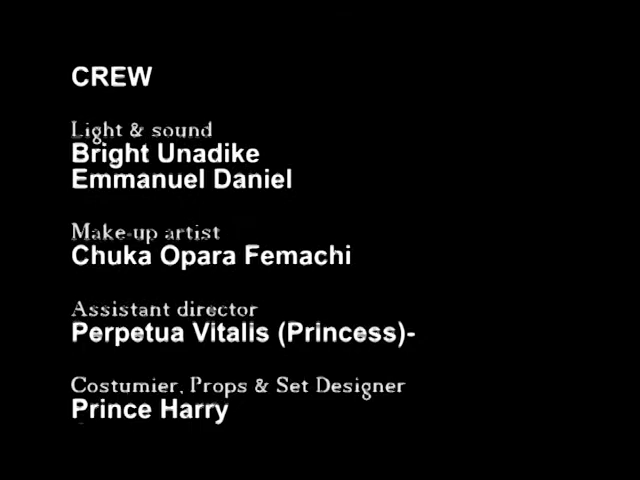 CREW
Light & sound
Bright Unadike
Emmanuel Daniel
Make-up artist
Chuka Opara Femachi
Assistant director
Perpetua Vitalis (Princess)-
Costumier, Props & Set Designer
Prince Harry